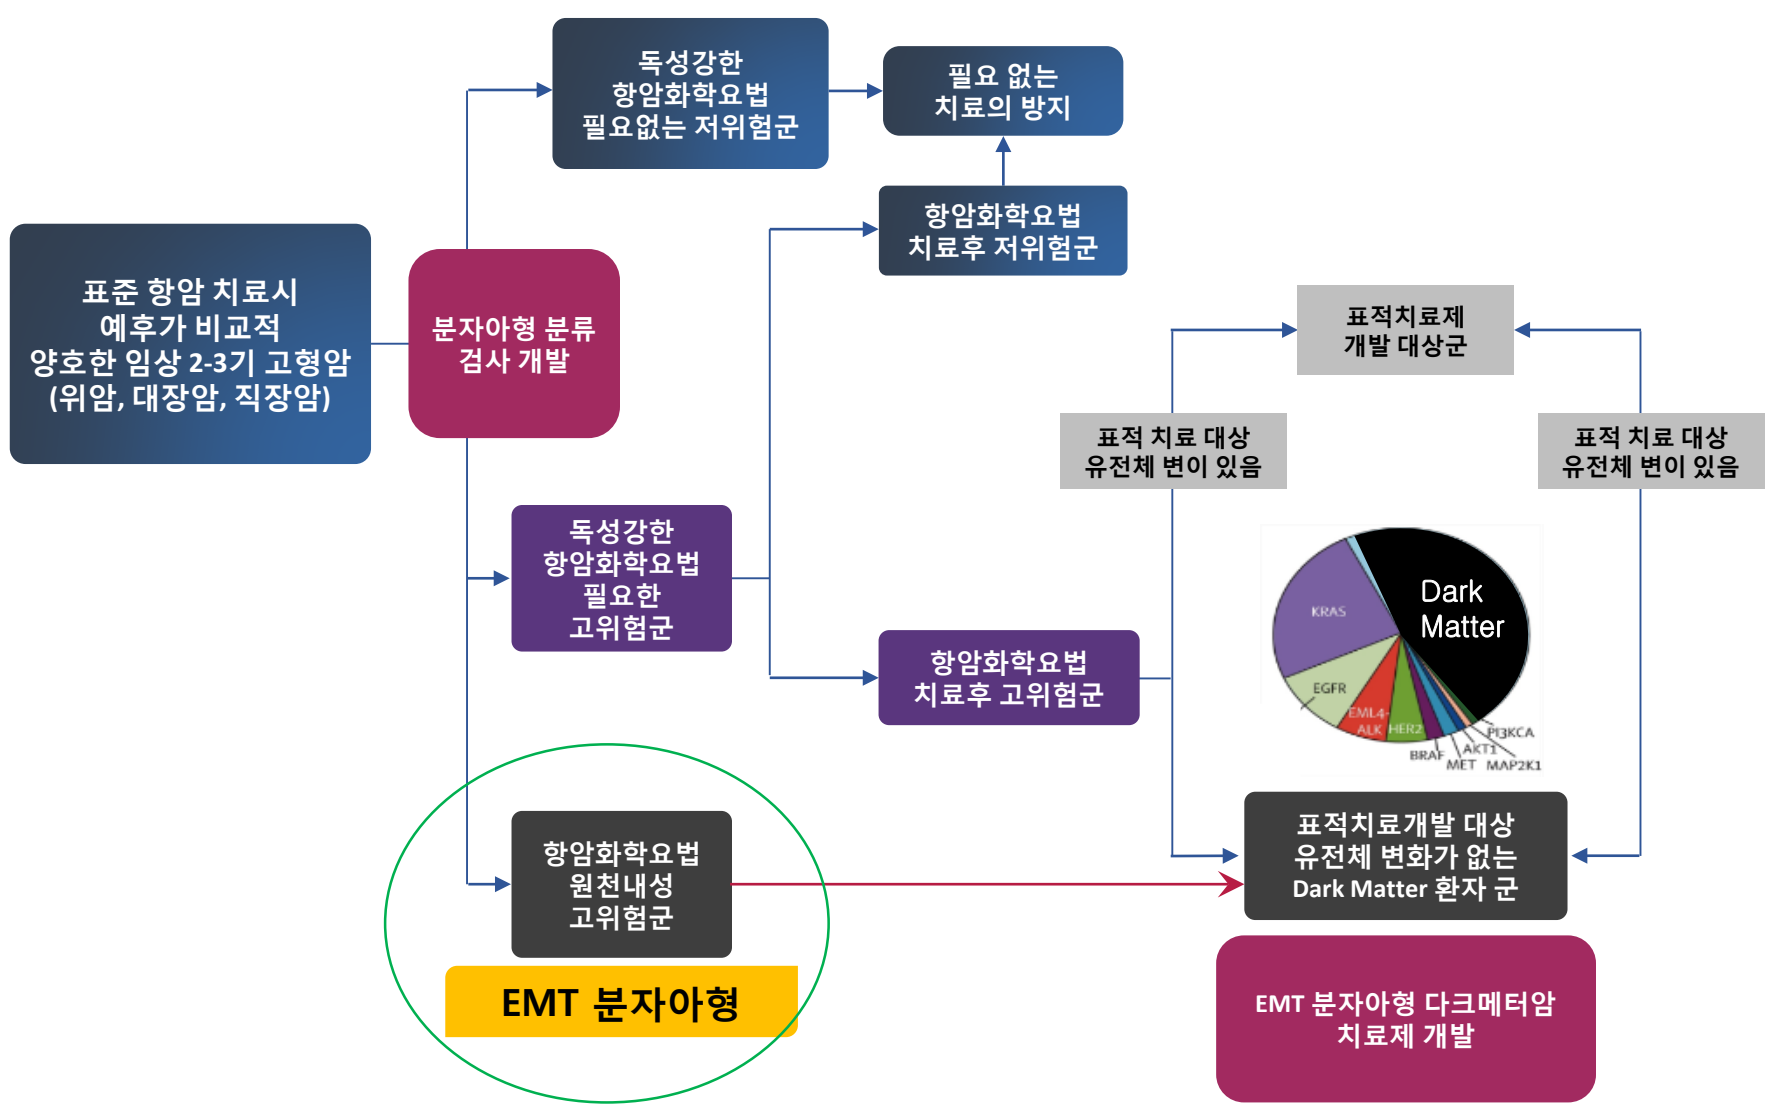 독성강한
항암화학요법
필요없는 저위험군
필요 없는
치료의 방지
항암화학요법
치료후 저위험군
표준 항암 치료시
예후가 비교적
양호한 임상 2-3기 고형암
(위암, 대장암, 직장암)
분자아형 분류
검사 개발
표적치료제
개발 대상군
표적 치료 대상
유전체 변이 있음
표적 치료 대상
유전체 변이 있음
독성강한
항암화학요법
필요한
고위험군
항암화학요법
치료후 고위험군
Dark
Matter
KRAS
EGFR
EML4-
ALK
HER2
BRAF
MET
AKT1
MAP2K1
PI3KCA
항암화학요법
원천내성
고위험군
EMT 분자아형
표적치료개발 대상
유전체 변화가 없는
Dark Matter 환자 군
EMT 분자아형 다크메터암
치료제 개발